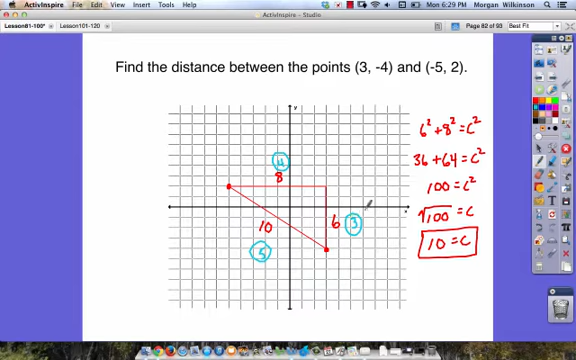 ActivInspire File Edit View Insert Tools Help Mon 6:29 PM Morgan Wilkinson
ActivInspire - Studio
Lesson81-100* Lesson101-120
Page 82 of 93 Best Fit
Find the distance between the points (3, -4) and (-5, 2).
y
x
4
8
10
6
3
5
6² + 8² = c²
36 + 64 = c²
100 = c²
√100 = c
10 = c